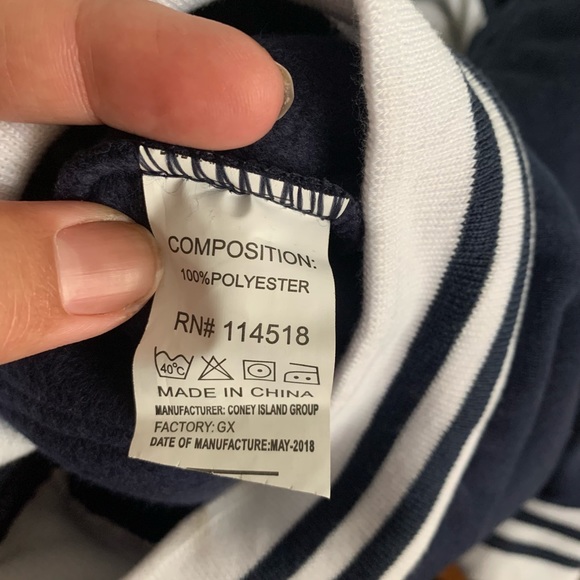 COMPOSITION:
100%POLYESTER
RN# 114518
40°C
MADE IN CHINA
MANUFACTURER: CONEY ISLAND GROUP
FACTORY: GX
DATE OF MANUFACTURE:MAY-2018